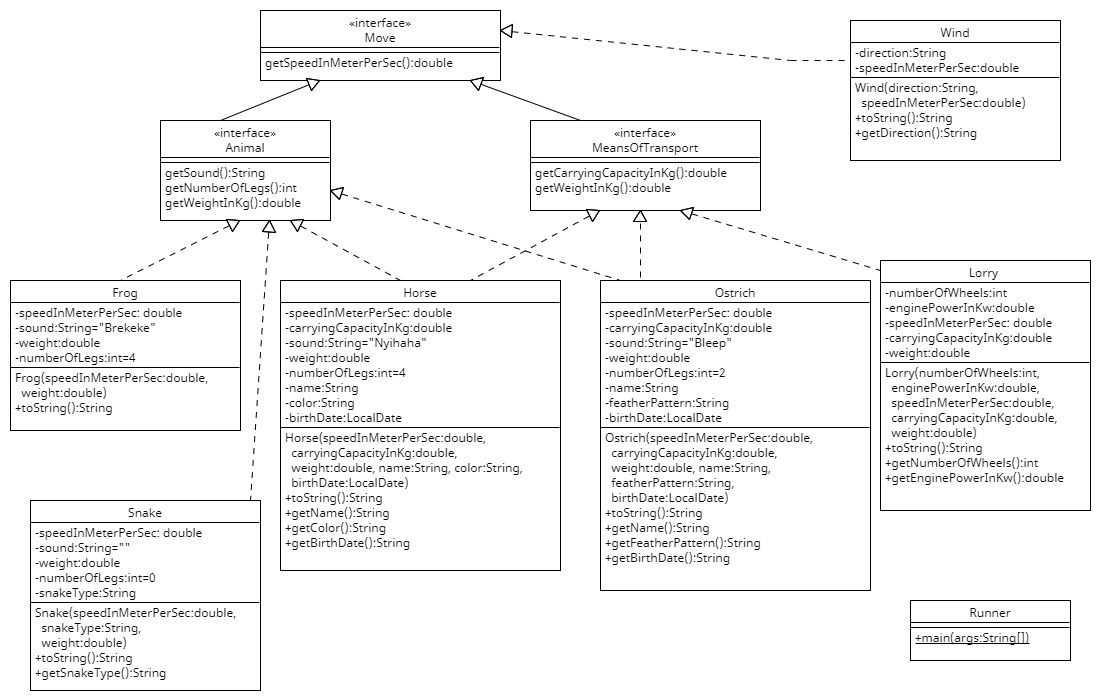 «interface»
Move
getSpeedInMeterPerSec():double
Wind
-direction:String
-speedInMeterPerSec:double
Wind(direction:String,
speedInMeterPerSec:double)
+toString():String
+getDirection():String
«interface»
Animal
getSound():String
getNumberOfLegs():int
getWeightInKg():double
«interface»
MeansOfTransport
getCarryingCapacityInKg():double
getWeightInKg():double
Frog
-speedInMeterPerSec: double
-sound:String="Brekeke"
-weight:double
-numberOfLegs:int=4
Frog(speedInMeterPerSec:double,
weight:double)
+toString():String
Horse
-speedInMeterPerSec: double
-carryingCapacityInKg:double
-sound:String="Nyihaha"
-weight:double
-numberOfLegs:int=4
-name:String
-color:String
-birthDate:LocalDate
Horse(speedInMeterPerSec:double,
carryingCapacityInKg:double,
weight:double, name:String, color:String,
birthDate:LocalDate)
+toString():String
+getName():String
+getColor():String
+getBirthDate():String
Ostrich
-speedInMeterPerSec: double
-carryingCapacityInKg:double
-sound:String="Bleep"
-weight:double
-numberOfLegs:int=2
-name:String
-featherPattern:String
-birthDate:LocalDate
Ostrich(speedInMeterPerSec:double,
carryingCapacityInKg:double,
weight:double, name:String,
featherPattern:String,
birthDate:LocalDate)
+toString():String
+getName():String
+getFeatherPattern():String
+getBirthDate():String
Lorry
-numberOfWheels:int
-enginePowerInKw:double
-speedInMeterPerSec: double
-carryingCapacityInKg:double
-weight:double
Lorry(numberOfWheels:int,
enginePowerInKw:double,
speedInMeterPerSec:double,
carryingCapacityInKg:double,
weight:double)
+toString():String
+getNumberOfWheels():int
+getEnginePowerInKw():double
Snake
-speedInMeterPerSec: double
-sound:String=""
-weight:double
-numberOfLegs:int=0
-snakeType:String
Snake(speedInMeterPerSec:double,
snakeType:String,
weight:double)
+toString():String
+getSnakeType():String
Runner
+main(args:String[])